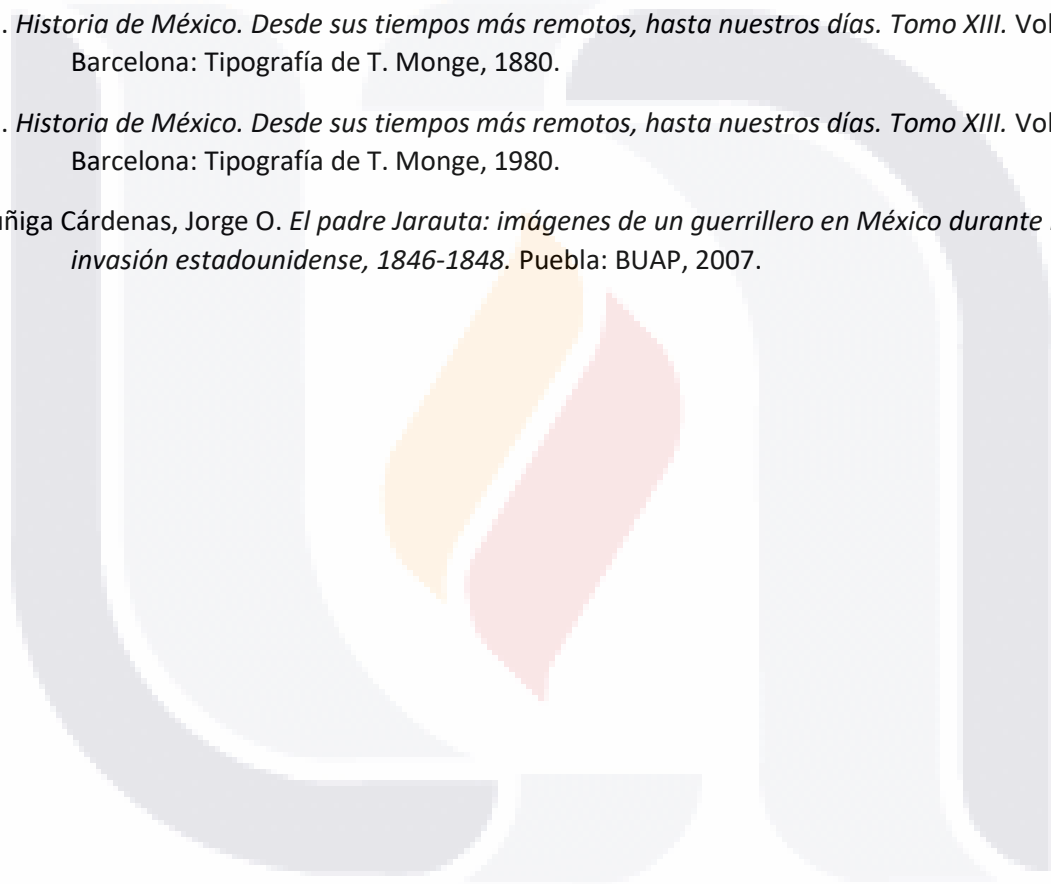 . Historia de México. Desde sus tiempos más remotos, hasta nuestros días. Tomo XIII. Vol
Barcelona: Tipografía de T. Monge, 1880.
. Historia de México. Desde sus tiempos más remotos, hasta nuestros días. Tomo XIII. Vol
Barcelona: Tipografía de T. Monge, 1980.
úñiga Cárdenas, Jorge O. El padre Jarauta: imágenes de un guerrillero en México durante
invasión estadounidense, 1846-1848. Puebla: BUAP, 2007.